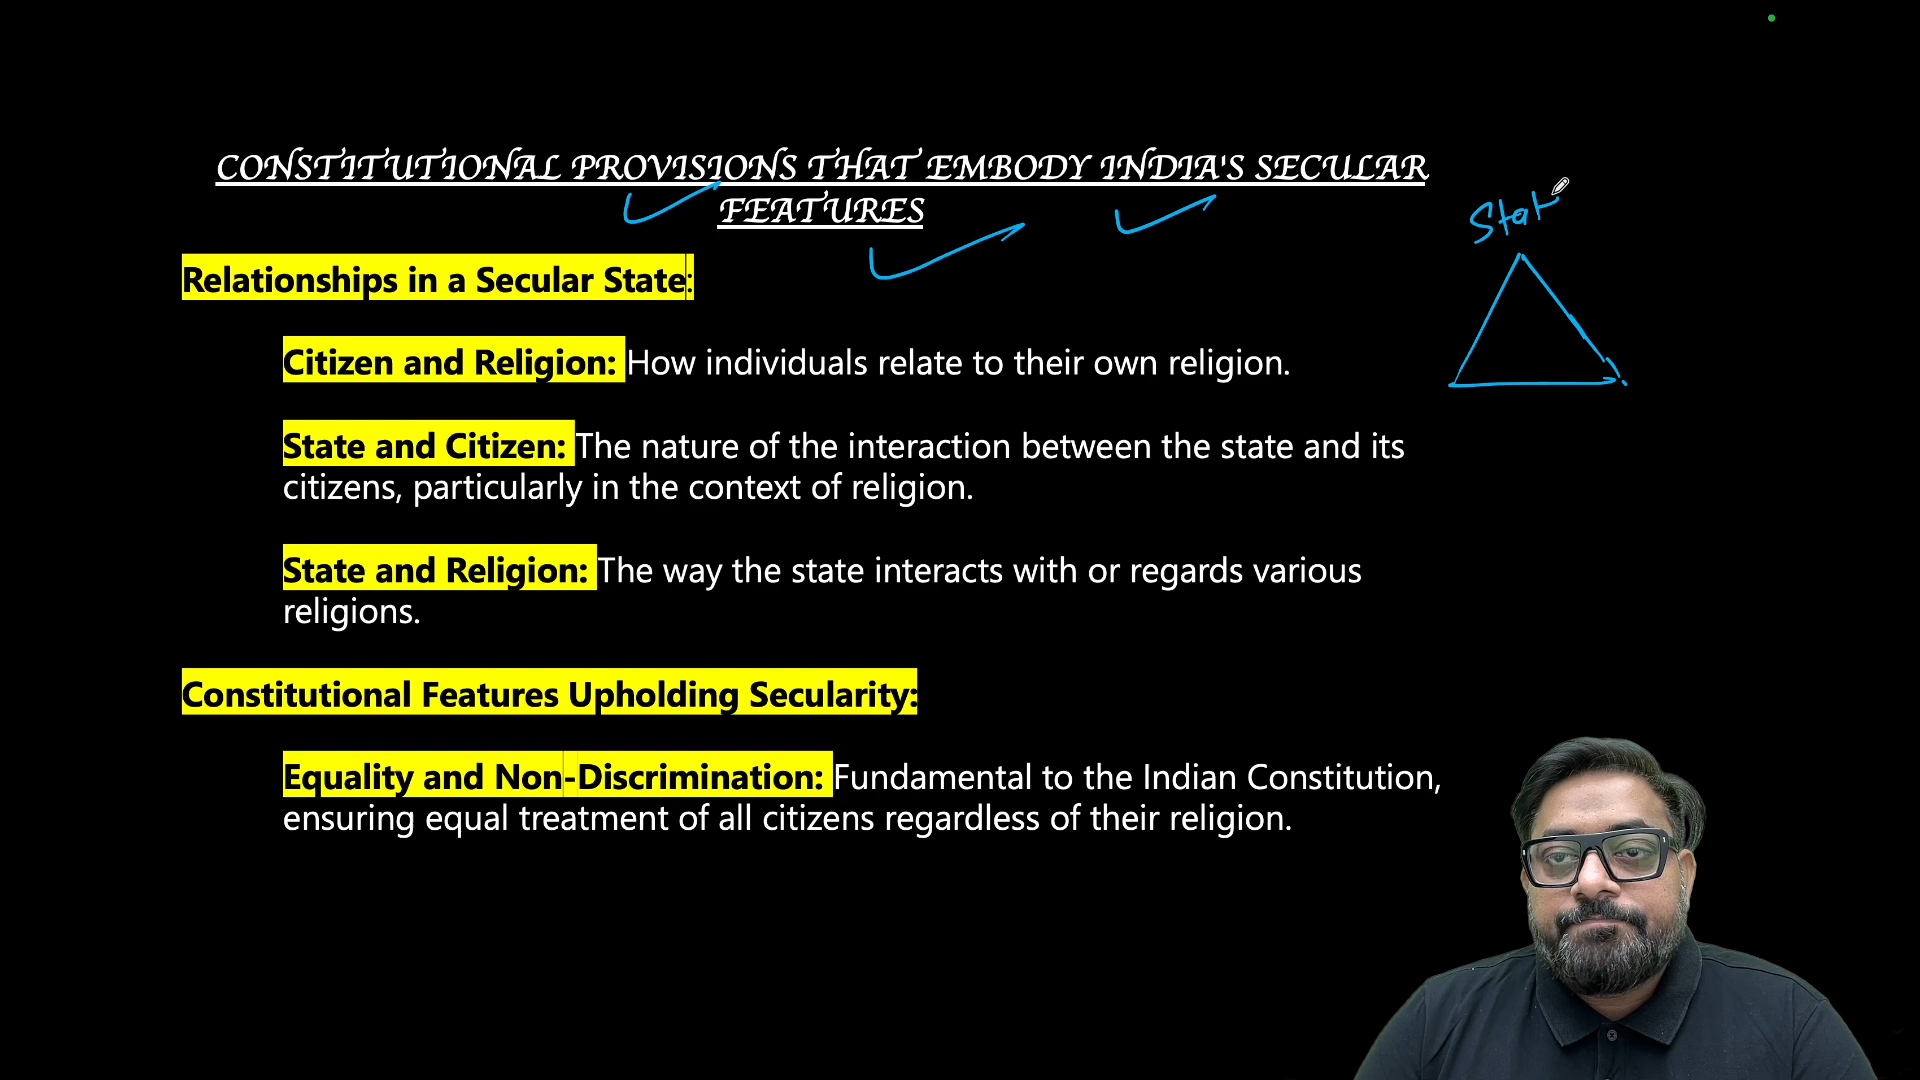 CONSTITUTIONAL PROVISIONS THAT EMBODY INDIA'S SECULAR
FEATURES
Stat
Relationships in a Secular State:
Citizen and Religion: How individuals relate to their own religion.
State and Citizen: The nature of the interaction between the state and its
citizens, particularly in the context of religion.
State and Religion: The way the state interacts with or regards various
religions.
Constitutional Features Upholding Secularity:
Equality and Non-Discrimination: Fundamental to the Indian Constitution,
ensuring equal treatment of all citizens regardless of their religion.